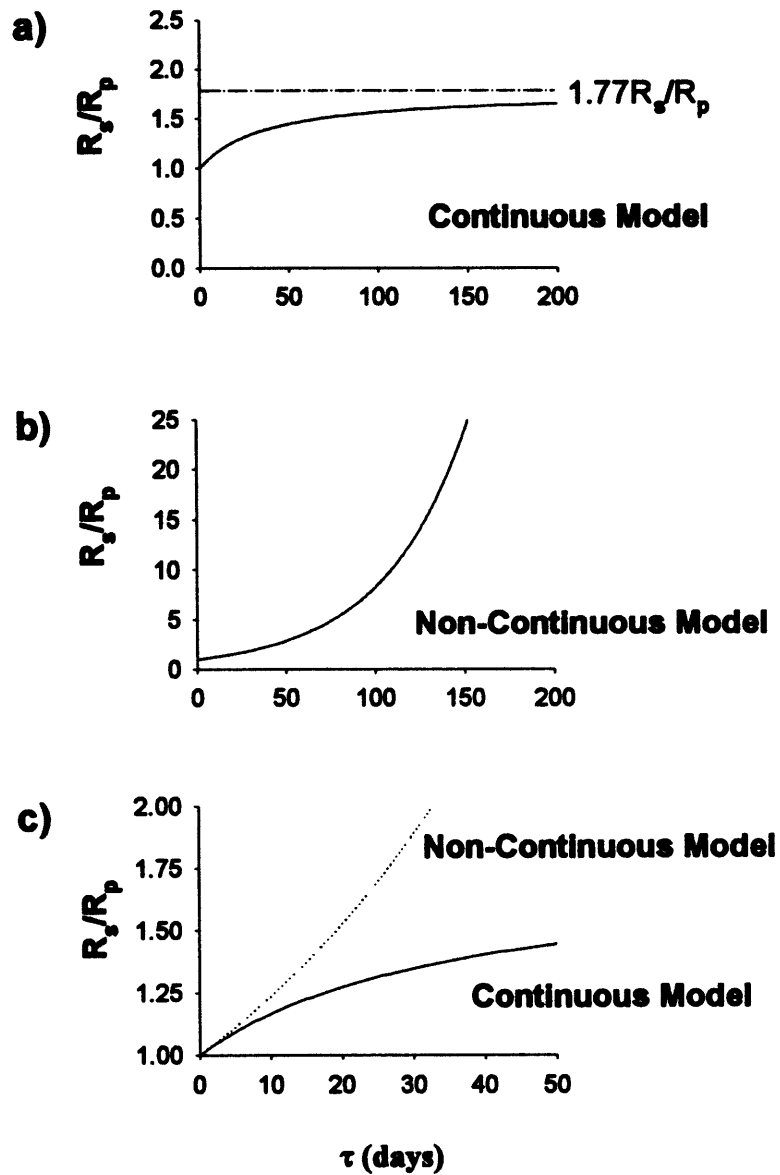 a)
R_s/R_p
2.5
2.0
1.5
1.0
0.5
0.0
1.77R_s/R_p
Continuous Model
0 50 100 150 200
b)
R_s/R_p
25
20
15
10
5
0
Non-Continuous Model
0 50 100 150 200
c)
R_s/R_p
2.00
1.75
1.50
1.25
1.00
Non-Continuous Model
Continuous Model
0 10 20 30 40 50
τ (days)